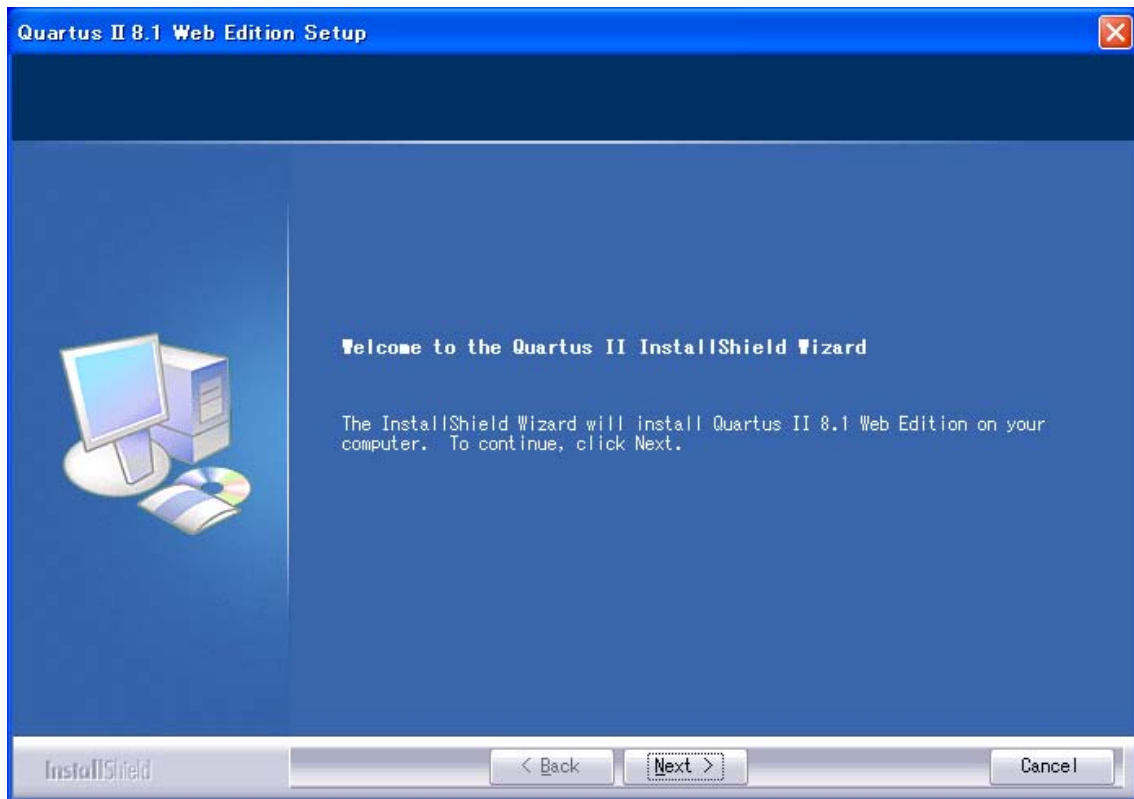 Quartus II 8.1 Web Edition Setup
Welcome to the Quartus II InstallShield Wizard
The InstallShield Wizard will install Quartus II 8.1 Web Edition on your
computer. To continue, click Next.
InstallShield
< Back
Next >
Cancel